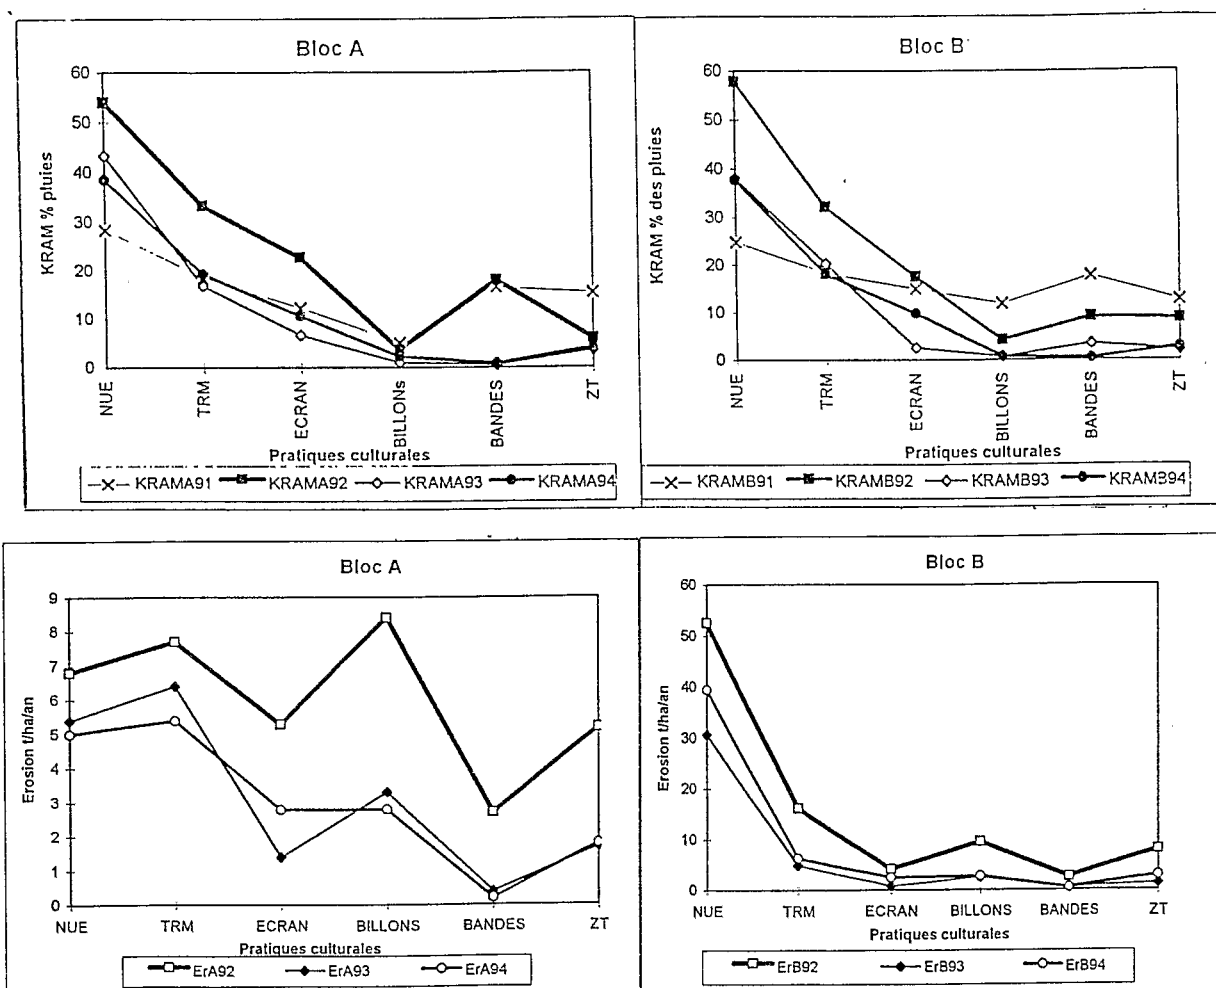 Bloc A
KRAM % pluies
60
50
40
30
20
10
0
NUE
TRM
ECRAN
BILLONs
BANDES
ZT
Pratiques culturales
KRAMA91 KRAMA92 KRAMA93 KRAMA94
Bloc B
KRAM % des pluies
60
50
40
30
20
10
0
NUE
TRM
ECRAN
BILLONS
BANDES
ZT
Pratiques culturales
KRAMB91 KRAMB92 KRAMB93 KRAMB94
Bloc A
Erosion t/ha/an
9
8
7
6
5
4
3
2
1
0
NUE TRM ECRAN BILLONS BANDES ZT
Pratiques culturales
ErA92 ErA93 ErA94
Bloc B
Erosion t/ha/an
60
50
40
30
20
10
0
NUE TRM ECRAN BILLONS BANDES ZT
Pratiques culturales
ErB92 ErB93 ErB94